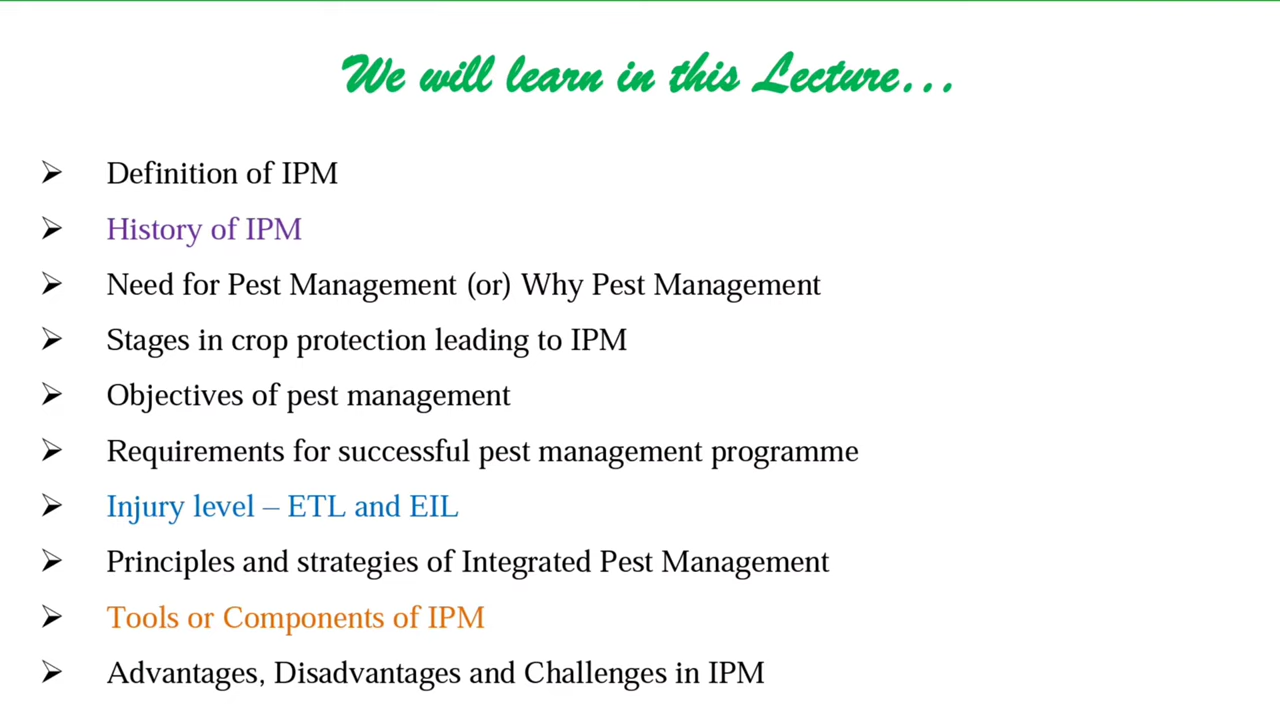 We will learn in this Lecture...
➢ Definition of IPM
➢ History of IPM
➢ Need for Pest Management (or) Why Pest Management
➢ Stages in crop protection leading to IPM
➢ Objectives of pest management
➢ Requirements for successful pest management programme
➢ Injury level – ETL and EIL
➢ Principles and strategies of Integrated Pest Management
➢ Tools or Components of IPM
➢ Advantages, Disadvantages and Challenges in IPM